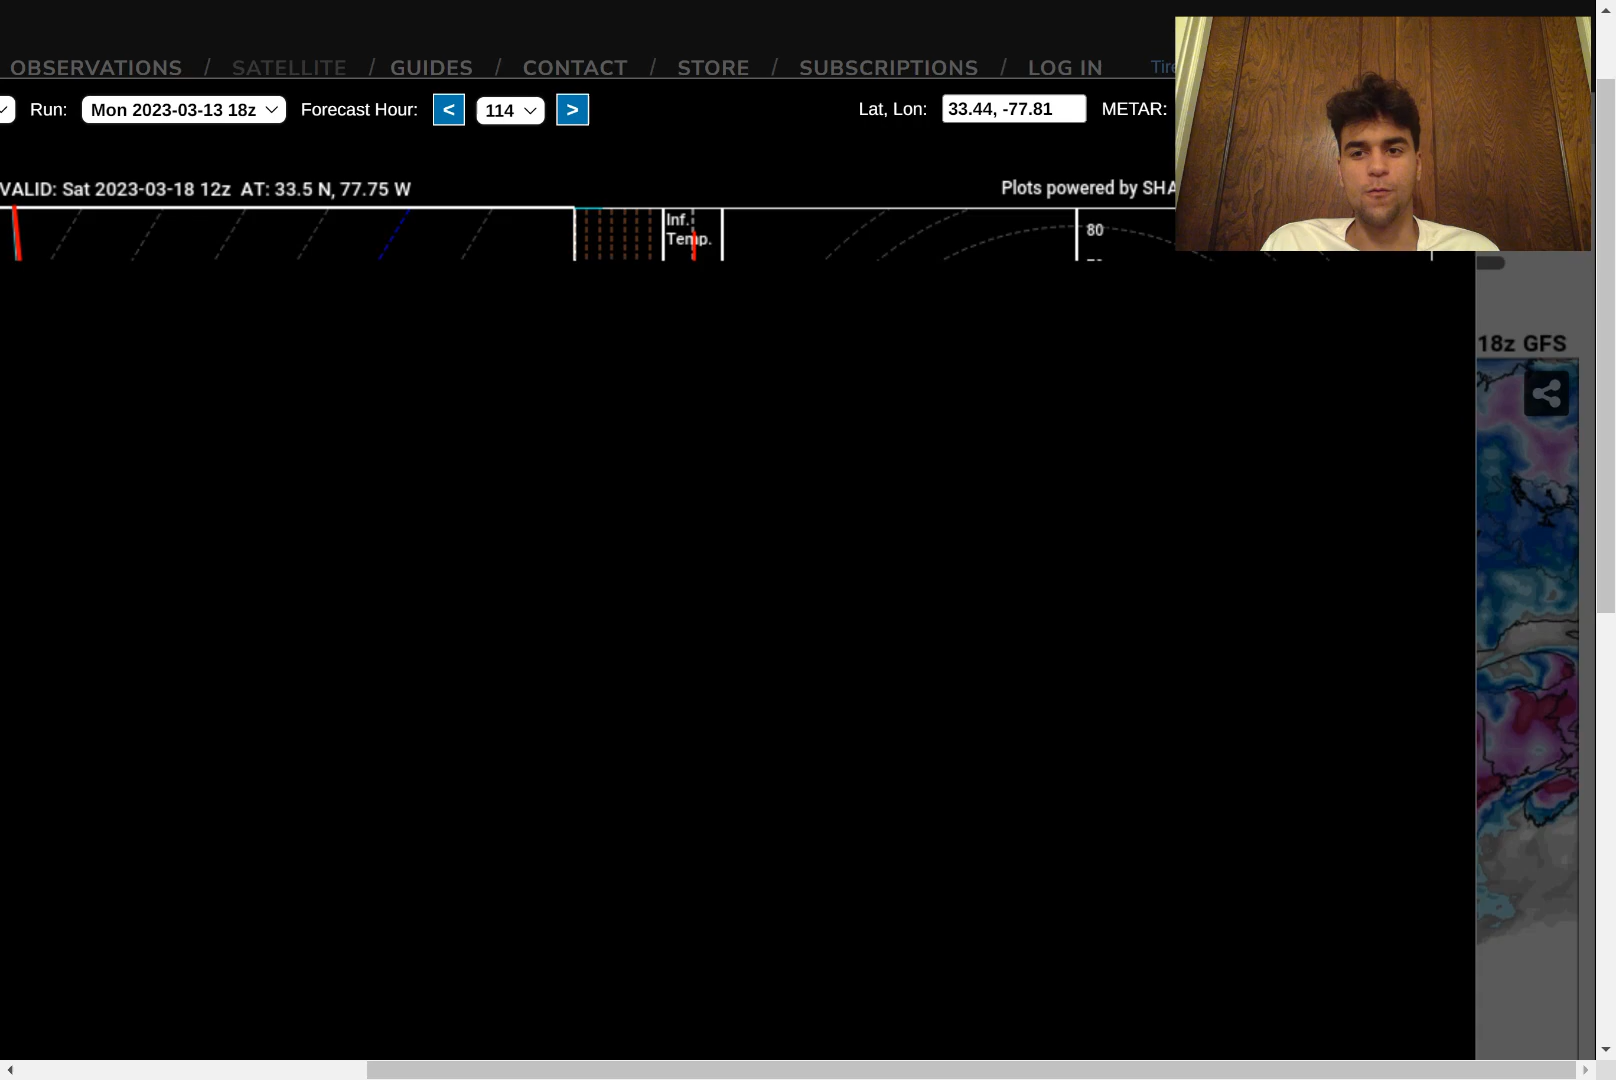 OBSERVATIONS / SATELLITE / GUIDES / CONTACT / STORE / SUBSCRIPTIONS / LOG IN
Run: Mon 2023-03-13 18z Forecast Hour: < 114 > Lat, Lon: 33.44, -77.81 METAR:
VALID: Sat 2023-03-18 12z AT: 33.5 N, 77.75 W Plots powered by SHA
Inf.
Temp.
80
18z GFS